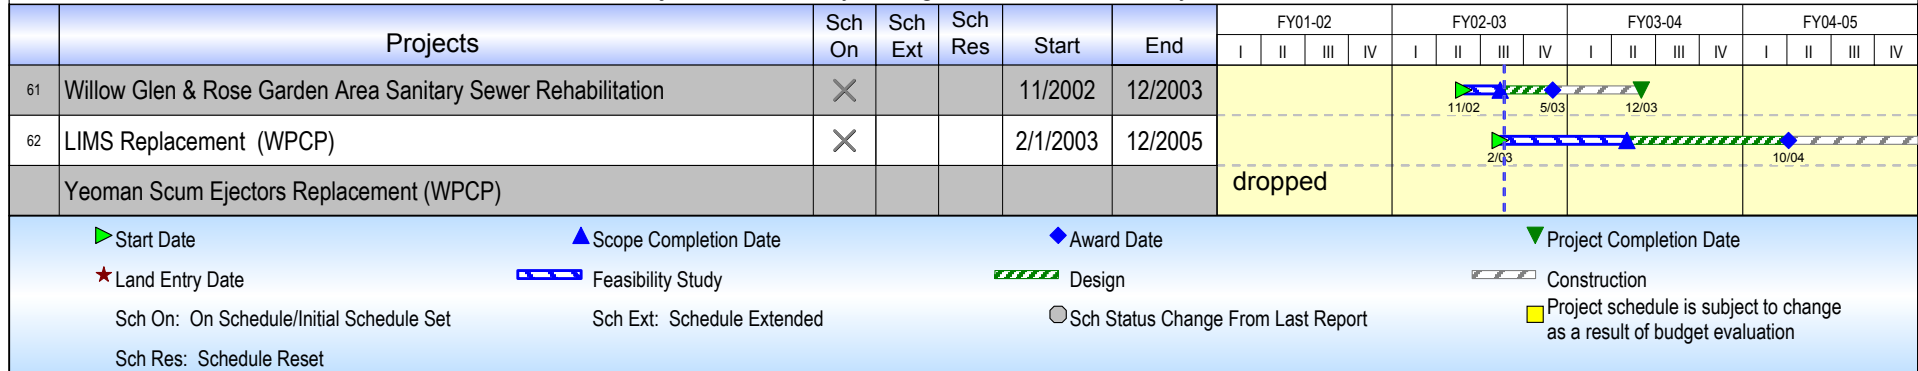 Projects Sch On Sch Ext Sch Res Start End FY01-02 FY02-03 FY03-04 FY04-05
I II III IV I II III IV I II III IV I II III IV
61 Willow Glen & Rose Garden Area Sanitary Sewer Rehabilitation 11/2002 12/2003
11/02 5/03 12/03
62 LIMS Replacement (WPCP) 2/1/2003 12/2005
2/03 10/04
Yeoman Scum Ejectors Replacement (WPCP) dropped
Start Date Scope Completion Date Award Date Project Completion Date
Land Entry Date Feasibility Study Design Construction
Sch On: On Schedule/Initial Schedule Set Sch Ext: Schedule Extended Sch Status Change From Last Report Project schedule is subject to change
as a result of budget evaluation
Sch Res: Schedule Reset